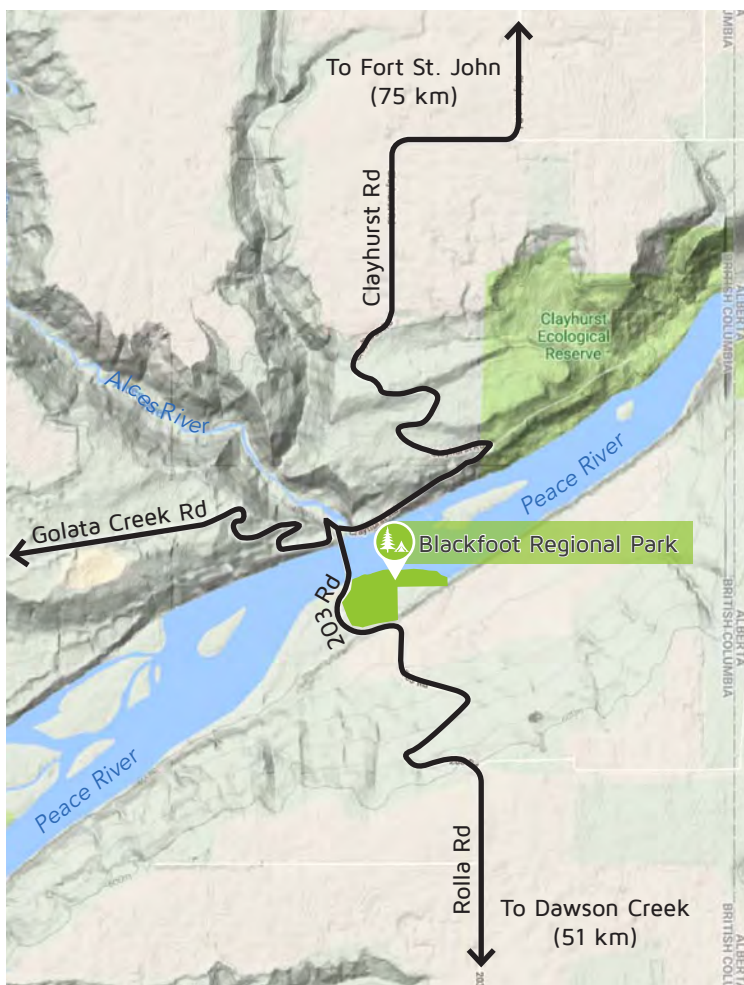 To Fort St. John
(75 km)
Clayhurst Rd
Clayhurst
Ecological
Reserve
BRITISH COLUMBIA
ALBERTA
Alces River
Peace River
Golata Creek Rd
Blackfoot Regional Park
203 Rd
BRITISH COLUMBIA
ALBERTA
Peace River
Rolla Rd
To Dawson Creek
(51 km)